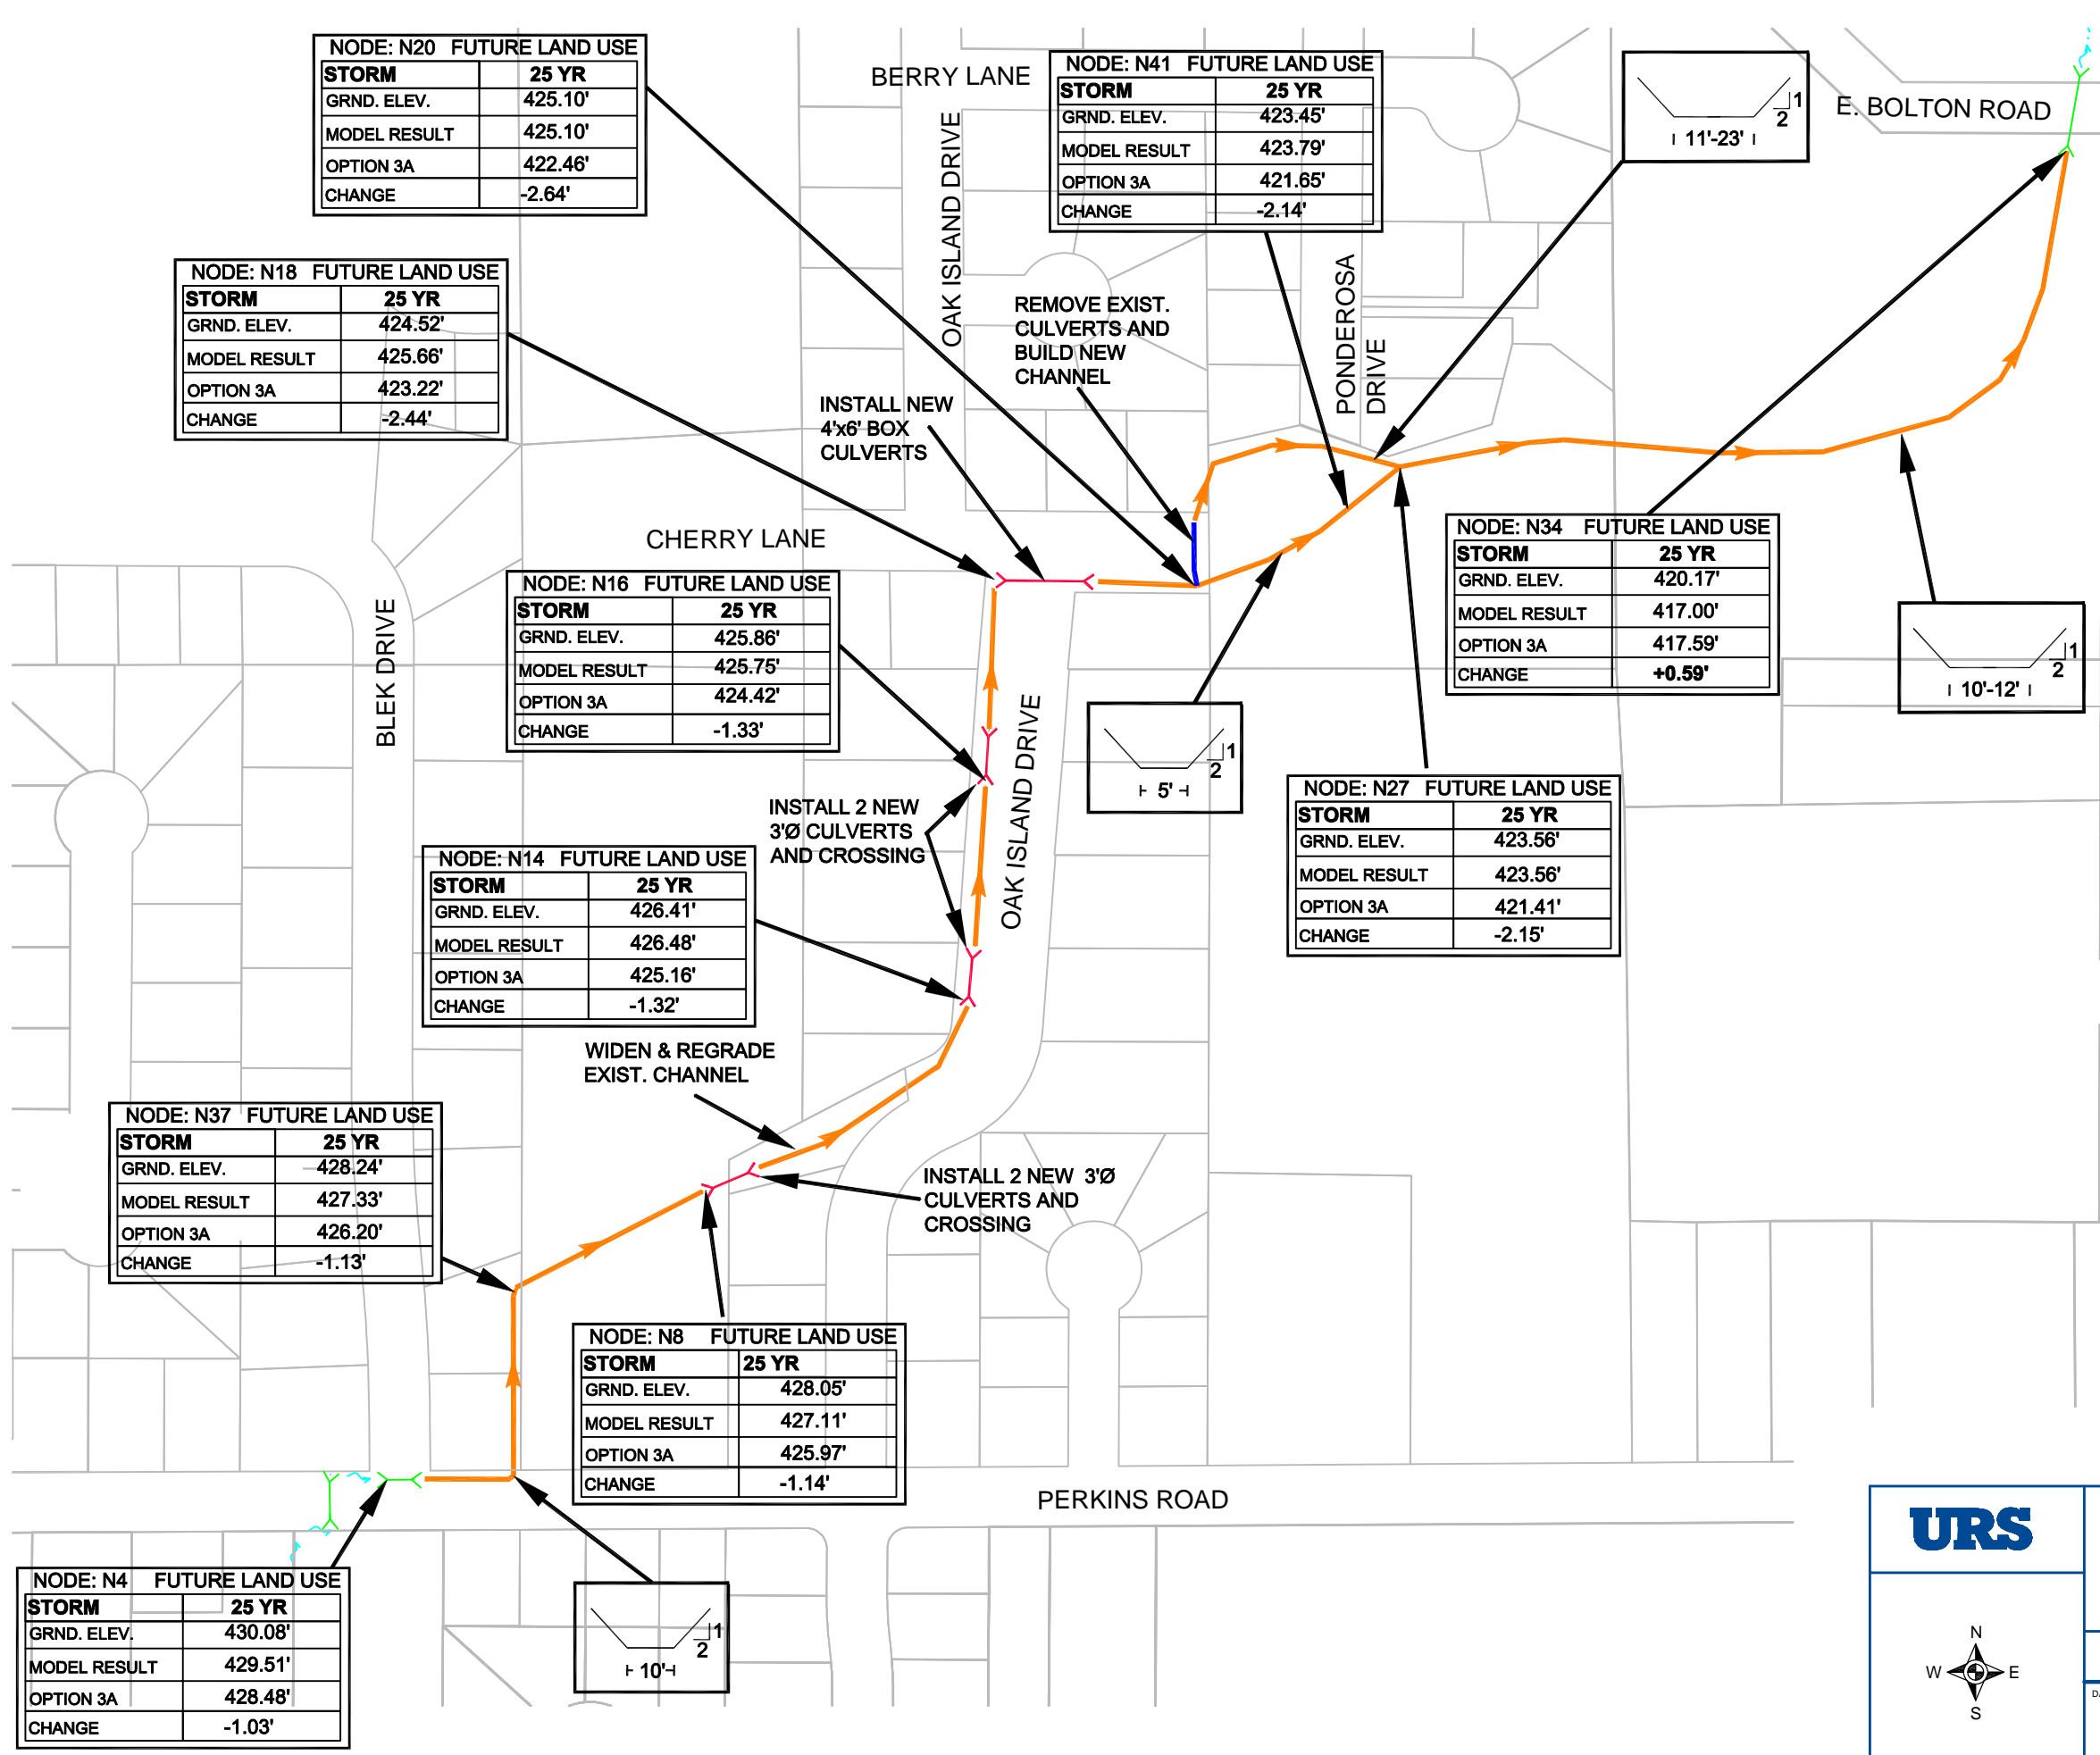 NODE: N20 FUTURE LAND USE
STORM 25 YR
GRND. ELEV. 425.10'
MODEL RESULT 425.10'
OPTION 3A 422.46'
CHANGE -2.64'
BERRY LANE
NODE: N41 FUTURE LAND USE
STORM 25 YR
GRND. ELEV. 423.45'
MODEL RESULT 423.79'
OPTION 3A 421.65'
CHANGE -2.14'
1
2
11'-23'
E. BOLTON ROAD
OAK ISLAND DRIVE
NODE: N18 FUTURE LAND USE
STORM 25 YR
GRND. ELEV. 424.52'
MODEL RESULT 425.66'
OPTION 3A 423.22'
CHANGE -2.44'
REMOVE EXIST.
CULVERTS AND
BUILD NEW
CHANNEL
PONDEROSA
DRIVE
INSTALL NEW
4'x6' BOX
CULVERTS
CHERRY LANE
NODE: N34 FUTURE LAND USE
STORM 25 YR
GRND. ELEV. 420.17'
MODEL RESULT 417.00'
OPTION 3A 417.59'
CHANGE +0.59'
NODE: N16 FUTURE LAND USE
STORM 25 YR
GRND. ELEV. 425.86'
MODEL RESULT 425.75'
OPTION 3A 424.42'
CHANGE -1.33'
BLEK DRIVE
1
2
10'-12'
OAK ISLAND DRIVE
1
2
5'
INSTALL 2 NEW
3'Ø CULVERTS
AND CROSSING
NODE: N27 FUTURE LAND USE
STORM 25 YR
GRND. ELEV. 423.56'
MODEL RESULT 423.56'
OPTION 3A 421.41'
CHANGE -2.15'
NODE: N14 FUTURE LAND USE
STORM 25 YR
GRND. ELEV. 426.41'
MODEL RESULT 426.48'
OPTION 3A 425.16'
CHANGE -1.32'
WIDEN & REGRADE
EXIST. CHANNEL
NODE: N37 FUTURE LAND USE
STORM 25 YR
GRND. ELEV. 428.24'
MODEL RESULT 427.33'
OPTION 3A 426.20'
CHANGE -1.13'
INSTALL 2 NEW 3'Ø
CULVERTS AND
CROSSING
NODE: N8 FUTURE LAND USE
STORM 25 YR
GRND. ELEV. 428.05'
MODEL RESULT 427.11'
OPTION 3A 425.97'
CHANGE -1.14'
PERKINS ROAD
URS
NODE: N4 FUTURE LAND USE
STORM 25 YR
GRND. ELEV. 430.08'
MODEL RESULT 429.51'
OPTION 3A 428.48'
CHANGE -1.03'
1
2
10'
N
W E
S